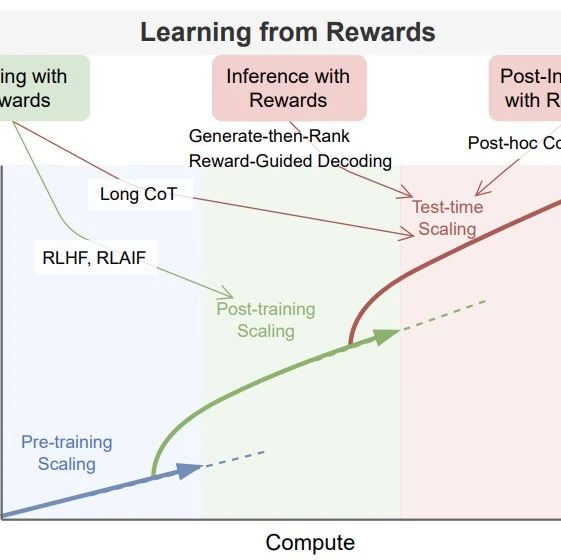 Learning from Rewards
ing with
wards
Inference with
Rewards
Post-In
with R
Generate-then-Rank
Reward-Guided Decoding
Post-hoc Co
Long CoT
Test-time
Scaling
RLHF, RLAIF
Post-training
Scaling
Pre-training
Scaling
Compute